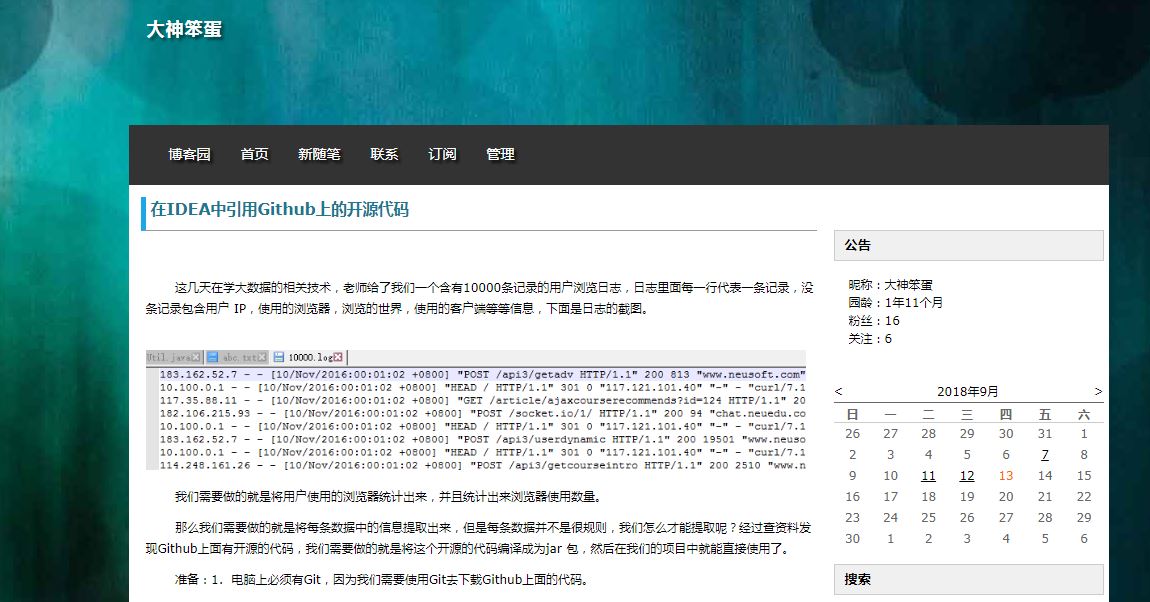 大神笨蛋
博客园 首页 新随笔 联系 订阅 管理
在IDEA中引用Github上的开源代码
这几天在学大数据的相关技术，老师给了我们一个含有10000条记录的用户浏览日志，日志里面每一行代表一条记录，没
条记录包含用户 IP，使用的浏览器，浏览的世界，使用的客户端等等信息，下面是日志的截图。
Util.java abc.txt 10000.log
183.162.52.7 - - [10/Nov/2016:00:01:02 +0800] "POST /api3/getadv HTTP/1.1" 200 813 "www.neusoft.com"
10.100.0.1 - - [10/Nov/2016:00:01:02 +0800] "HEAD / HTTP/1.1" 301 0 "117.121.101.40" "-" - "curl/7.1
117.35.88.11 - - [10/Nov/2016:00:01:02 +0800] "GET /article/ajaxcourserecommends?id=124 HTTP/1.1" 20
182.106.215.93 - - [10/Nov/2016:00:01:02 +0800] "POST /socket.io/1/ HTTP/1.1" 200 94 "chat.neuedu.co
10.100.0.1 - - [10/Nov/2016:00:01:02 +0800] "HEAD / HTTP/1.1" 301 0 "117.121.101.40" "-" - "curl/7.1
183.162.52.7 - - [10/Nov/2016:00:01:02 +0800] "POST /api3/userdynamic HTTP/1.1" 200 19501 "www.neuso
10.100.0.1 - - [10/Nov/2016:00:01:02 +0800] "HEAD / HTTP/1.1" 301 0 "117.121.101.40" "-" - "curl/7.1
114.248.161.26 - - [10/Nov/2016:00:01:02 +0800] "POST /api3/getcourseintro HTTP/1.1" 200 2510 "www.n
我们需要做的就是将用户使用的浏览器统计出来，并且统计出来浏览器使用数量。
那么我们需要做的就是将每条数据中的信息提取出来，但是每条数据并不是很规则，我们怎么才能提取呢？经过查资料发
现Github上面有开源的代码，我们需要做的就是将这个开源的代码编译成为jar 包，然后在我们的项目中就能直接使用了。
准备：1．电脑上必须有Git，因为我们需要使用Git去下载Github上面的代码。
公告
昵称：大神笨蛋
园龄：1年11个月
粉丝：16
关注：6
< 2018年9月 >
日 一 二 三 四 五 六
26 27 28 29 30 31 1
2 3 4 5 6 7 8
9 10 11 12 13 14 15
16 17 18 19 20 21 22
23 24 25 26 27 28 29
30 1 2 3 4 5 6
搜索